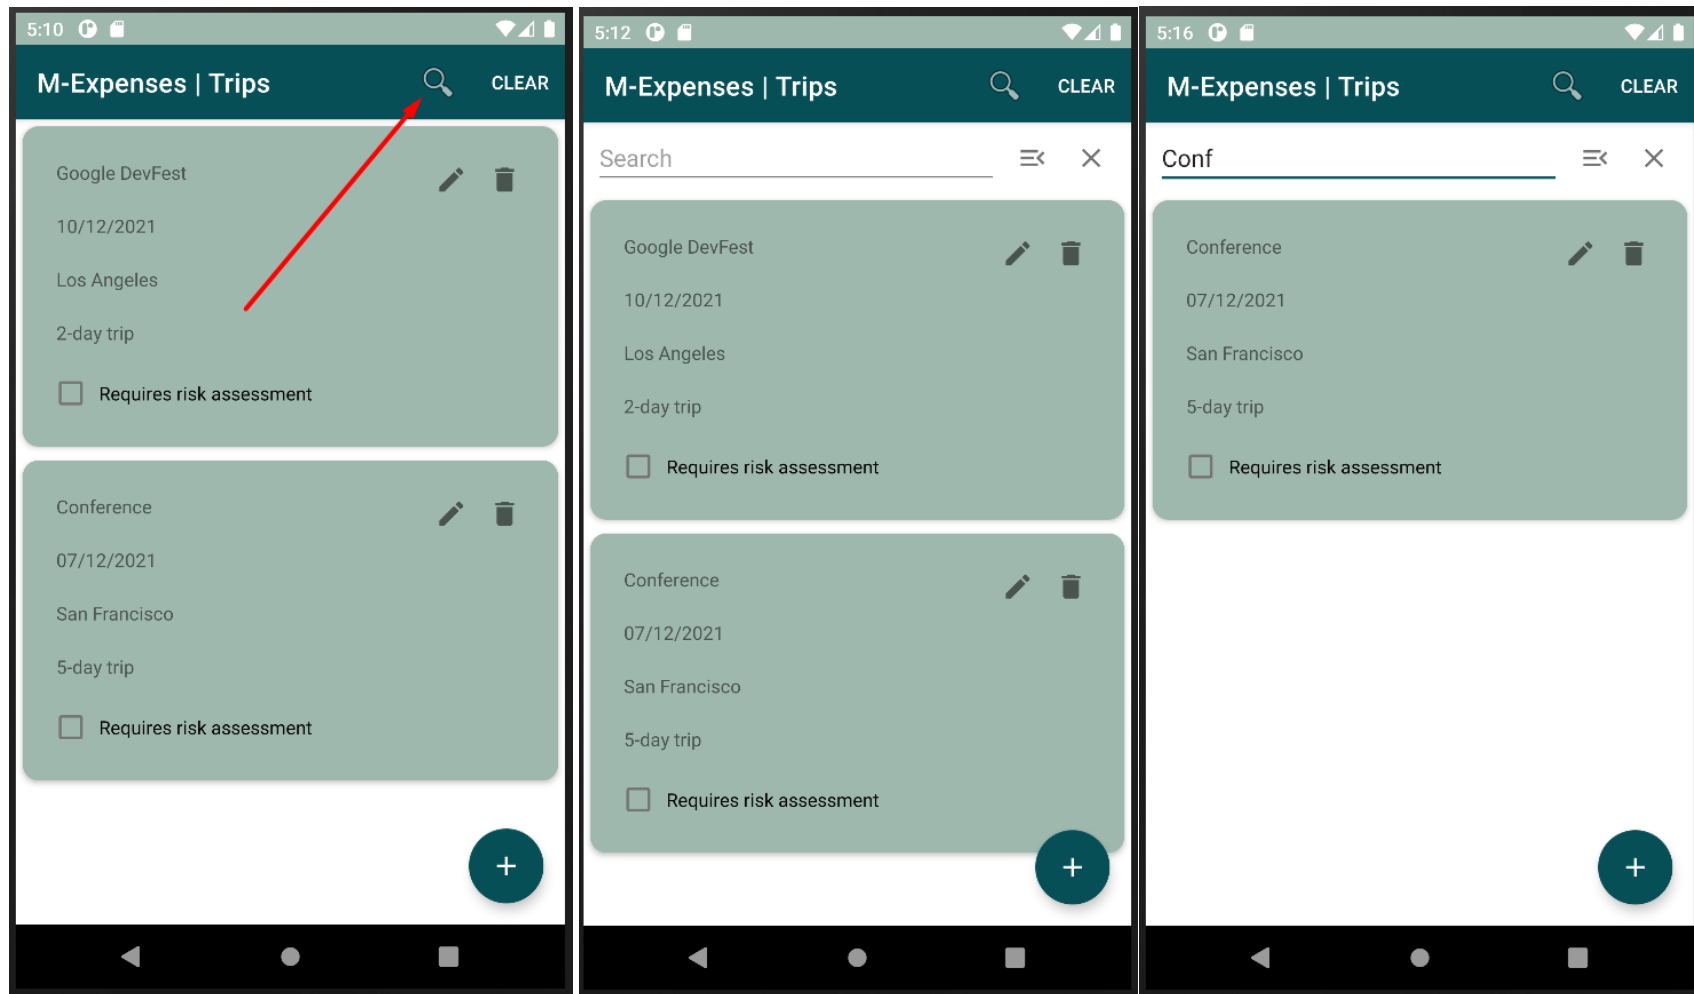 5:10
M-Expenses | Trips
CLEAR
Google DevFest
10/12/2021
Los Angeles
2-day trip
Requires risk assessment
Conference
07/12/2021
San Francisco
5-day trip
Requires risk assessment
+
5:12
M-Expenses | Trips
CLEAR
Search
Google DevFest
10/12/2021
Los Angeles
2-day trip
Requires risk assessment
Conference
07/12/2021
San Francisco
5-day trip
Requires risk assessment
+
5:16
M-Expenses | Trips
CLEAR
Conf
Conference
07/12/2021
San Francisco
5-day trip
Requires risk assessment
+